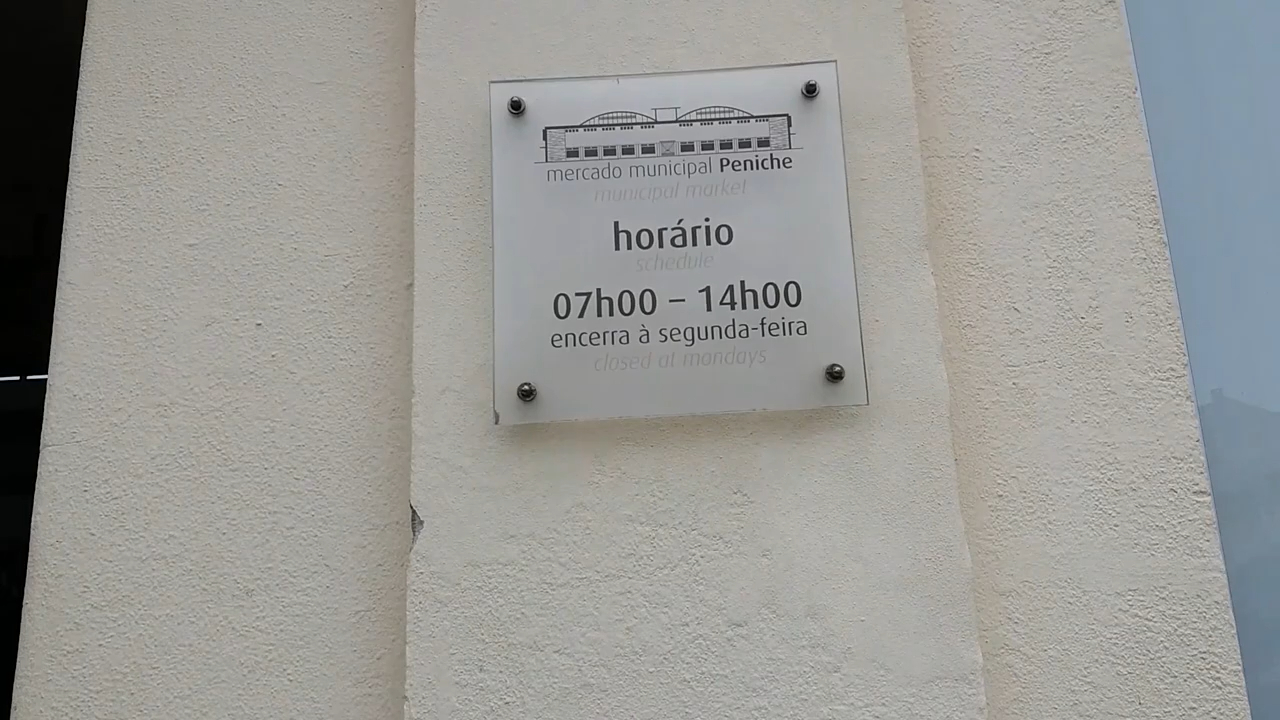 mercado municipal Peniche
municipal market
horário
schedule
07h00 – 14h00
encerra à segunda-feira
closed at mondays